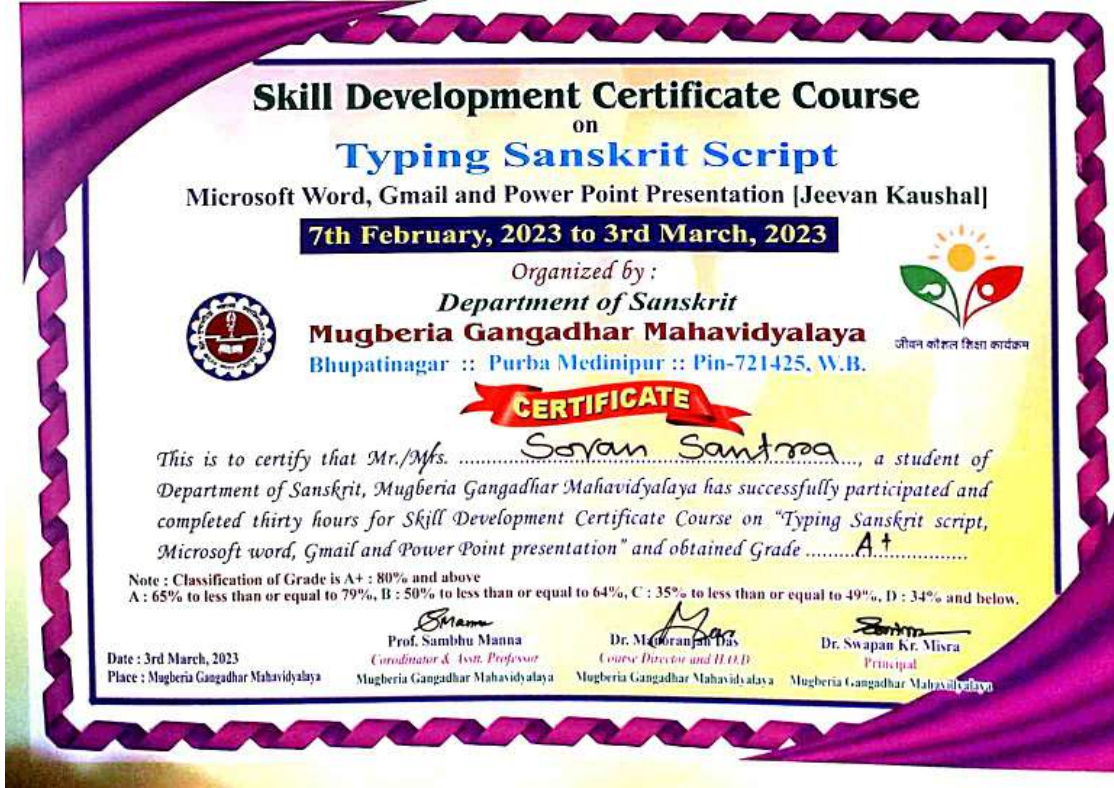 Skill Development Certificate Course
on
Typing Sanskrit Script
Microsoft Word, Gmail and Power Point Presentation [Jeevan Kaushal]
7th February, 2023 to 3rd March, 2023
Organized by :
Department of Sanskrit
Mugberia Gangadhar Mahavidyalaya
Bhupatinagar :: Purba Medinipur :: Pin-721425, W.B.
जीवन कौशल शिक्षा कार्यक्रम
CERTIFICATE
This is to certify that Mr./Mrs. Sovan Santra, a student of
Department of Sanskrit, Mugberia Gangadhar Mahavidyalaya has successfully participated and
completed thirty hours for Skill Development Certificate Course on "Typing Sanskrit script,
Microsoft word, Gmail and Power Point presentation" and obtained Grade ........A+..............
Note : Classification of Grade is A+ : 80% and above
A : 65% to less than or equal to 79%, B : 50% to less than or equal to 64%, C : 35% to less than or equal to 49%, D : 34% and below.
Prof. Sambhu Manna
Corodinator & Asstt. Professor
Mugberia Gangadhar Mahavidyalaya
Dr. Manoranjan Das
Course Director and H.O.D
Mugberia Gangadhar Mahavidyalaya
Dr. Swapan Kr. Misra
Principal
Mugberia Gangadhar Mahavidyalaya
Date : 3rd March, 2023
Place : Mugberia Gangadhar Mahavidyalaya